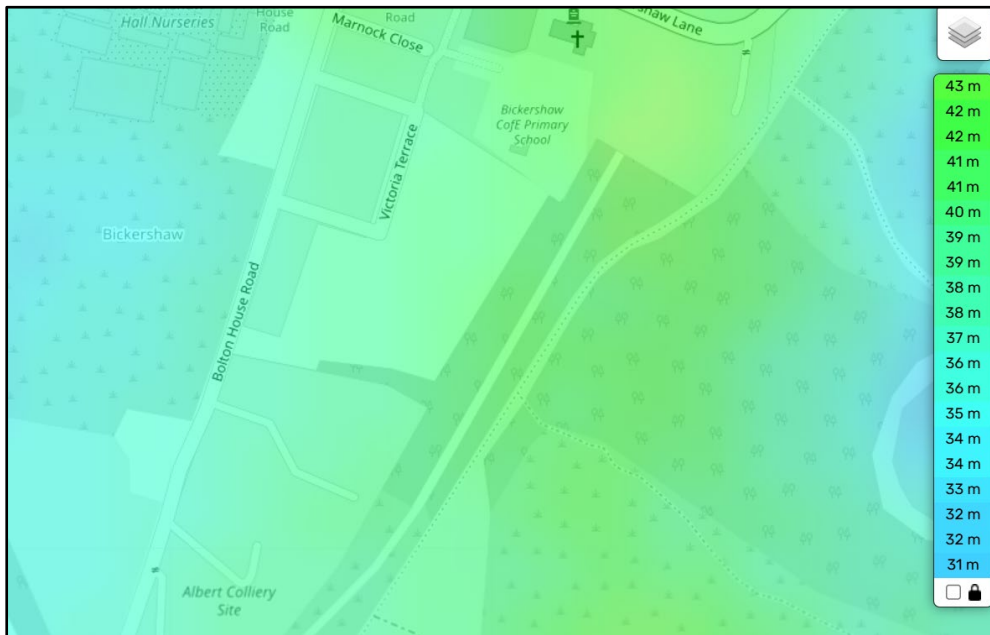 Hall Nurseries
House
Road
Road
Marnock Close
shaw Lane
Bickershaw
CofE Primary
School
Victoria Terrace
Bickershaw
Bolton House Road
Albert Colliery
Site
43 m
42 m
42 m
41 m
41 m
40 m
39 m
39 m
38 m
38 m
37 m
36 m
36 m
35 m
34 m
34 m
33 m
32 m
32 m
31 m